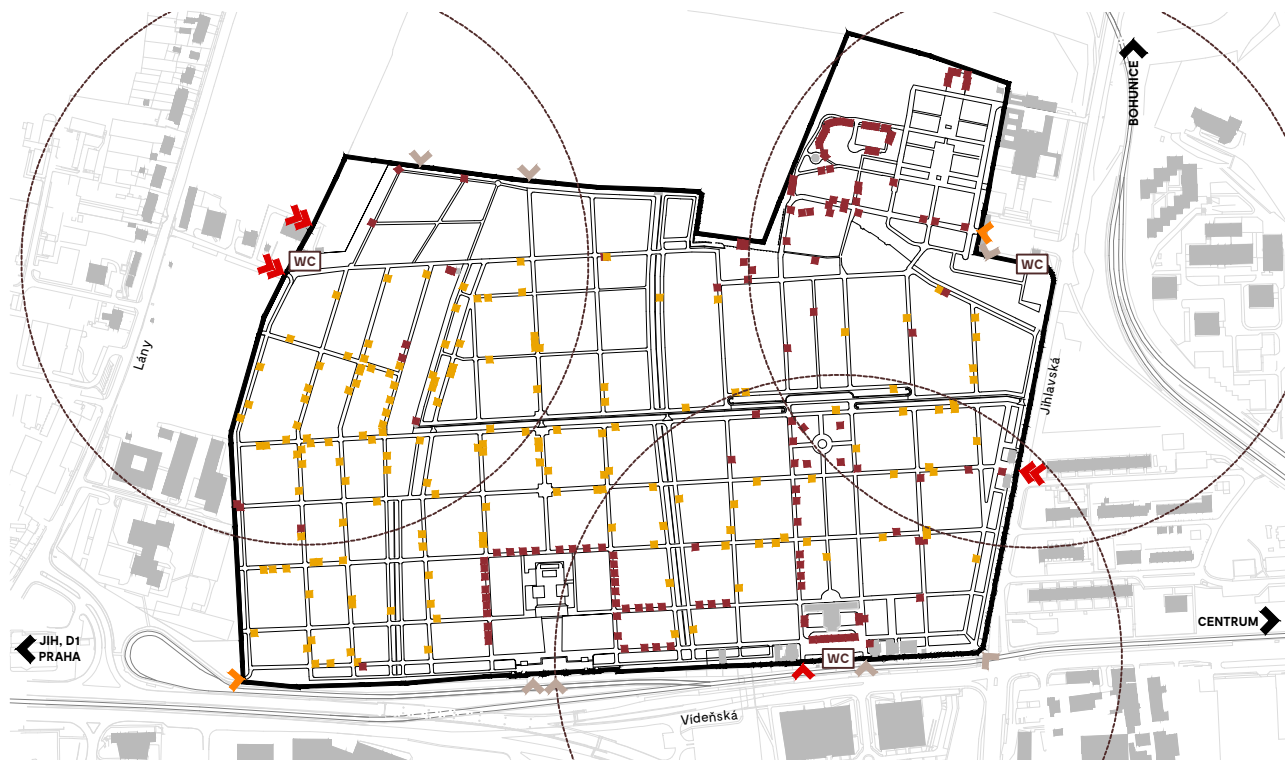 BOHUNICE
WC
WC
Lány
Jihlavská
JIH, D1
PRAHA
CENTRUM
WC
Vídeňská